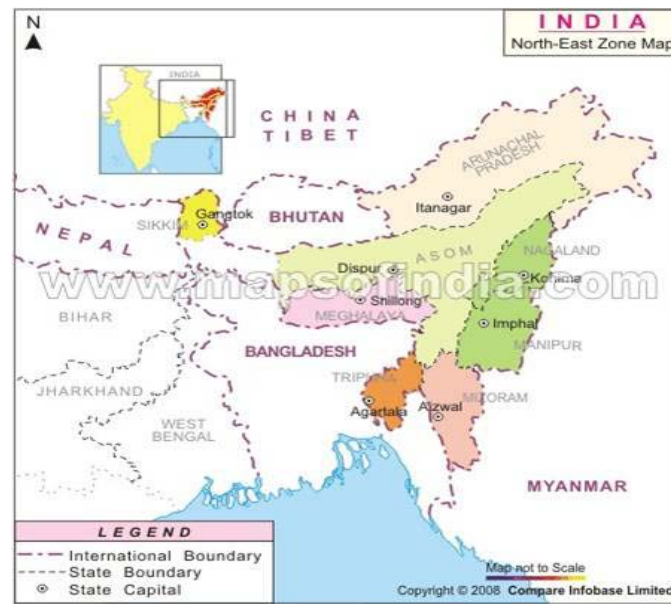 N
INDIA
North-East Zone Map
INDIA
CHINA
TIBET
ARUNACHAL
PRADESH
Itanagar
SIKKIM
Gangtok
BHUTAN
NEPAL
ASOM
NAGALAND
Dispur
Kohima
www.mapsofindia.com
Shillong
MEGHALAYA
BIHAR
Imphal
MANIPUR
BANGLADESH
TRIPURA
JHARKHAND
Agartala
Aizwal
MIZORAM
WEST
BENGAL
MYANMAR
LEGEND
International Boundary
State Boundary
State Capital
Map not to Scale
Copyright © 2008 Compare Infobase Limited